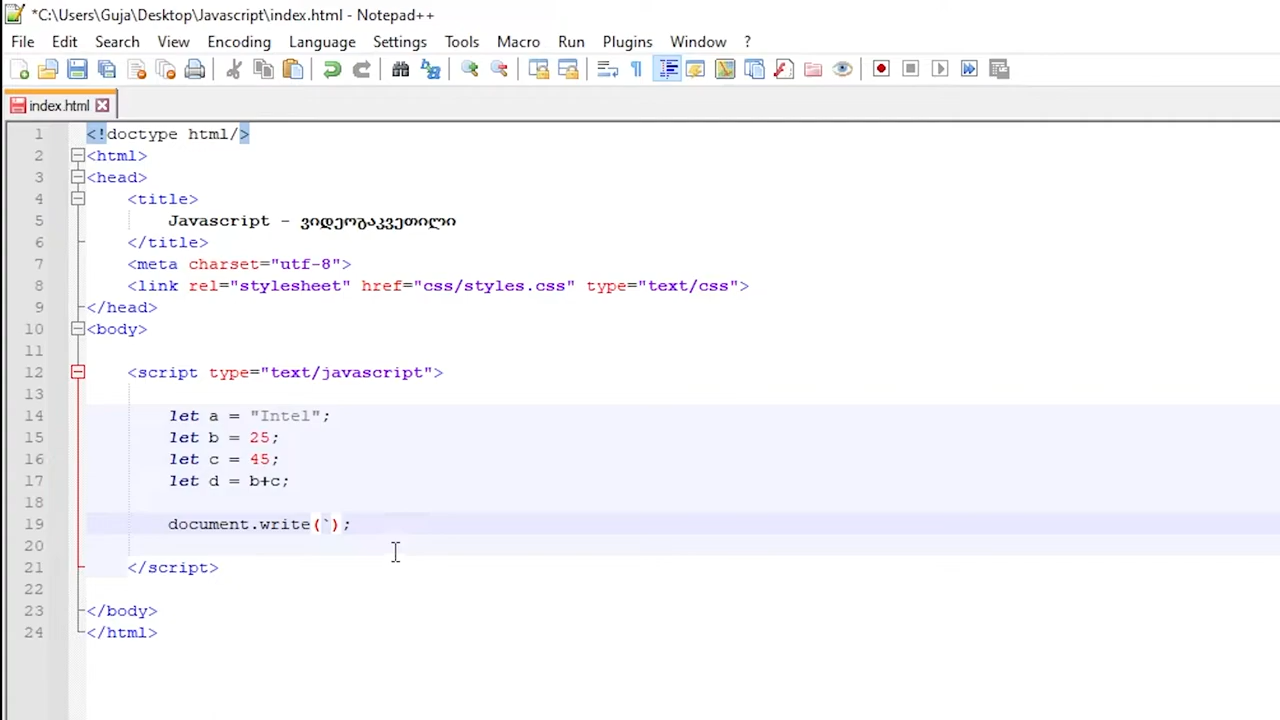 *C:\Users\Guja\Desktop\Javascript\index.html - Notepad++
File Edit Search View Encoding Language Settings Tools Macro Run Plugins Window ?
index.html
1 <!doctype html/>
2 <html>
3 <head>
4 <title>
5 Javascript - ვიდეოგაკვეთილი
6 </title>
7 <meta charset="utf-8">
8 <link rel="stylesheet" href="css/styles.css" type="text/css">
9 </head>
10 <body>
11
12 <script type="text/javascript">
13
14 let a = "Intel";
15 let b = 25;
16 let c = 45;
17 let d = b+c;
18
19 document.write(`);
20
21 </script>
22
23 </body>
24 </html>